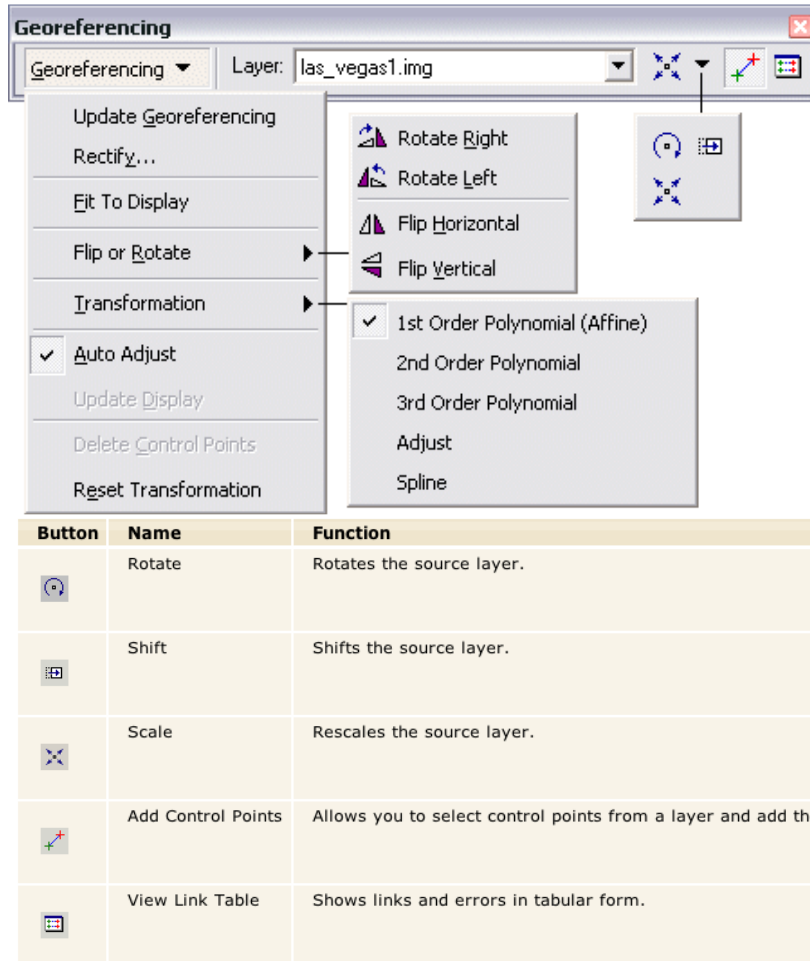 Georeferencing
Georeferencing
Layer:
las_vegas1.img
Update Georeferencing
Rectify...
Fit To Display
Flip or Rotate
Transformation
Auto Adjust
Update Display
Delete Control Points
Reset Transformation
Rotate Right
Rotate Left
Flip Horizontal
Flip Vertical
1st Order Polynomial (Affine)
2nd Order Polynomial
3rd Order Polynomial
Adjust
Spline
Button Name Function
Rotate Rotates the source layer.
Shift Shifts the source layer.
Scale Rescales the source layer.
Add Control Points Allows you to select control points from a layer and add th
View Link Table Shows links and errors in tabular form.